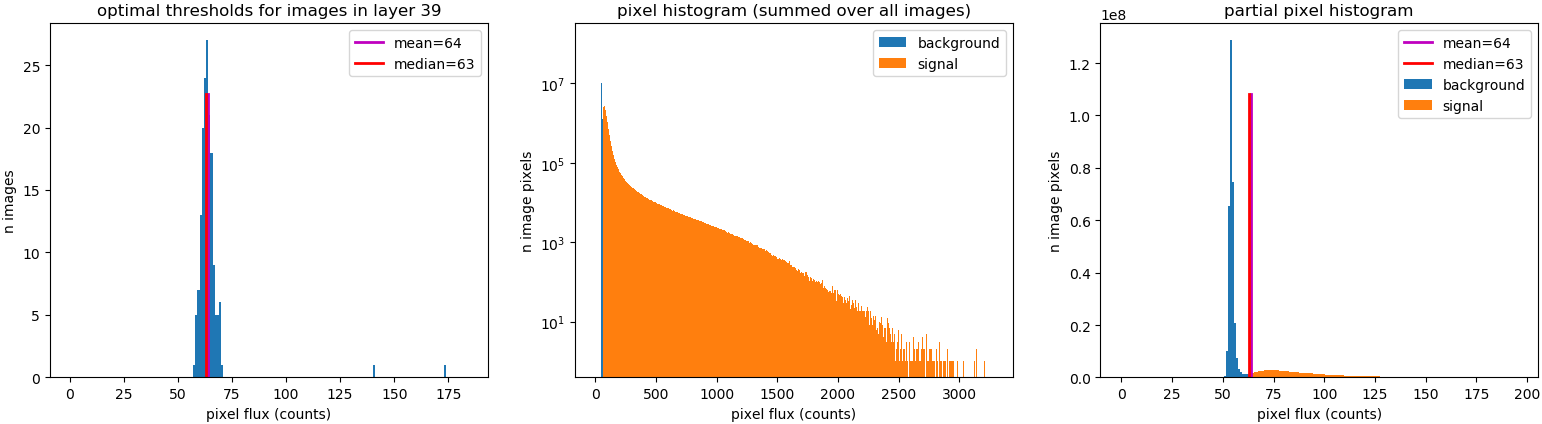 optimal thresholds for images in layer 39
mean=64
median=63
n images
25
20
15
10
5
0
0 25 50 75 100 125 150 175
pixel flux (counts)
pixel histogram (summed over all images)
background
signal
n image pixels
10^7
10^5
10^3
10^1
0 500 1000 1500 2000 2500 3000
pixel flux (counts)
partial pixel histogram
1e8
mean=64
median=63
background
signal
n image pixels
1.2
1.0
0.8
0.6
0.4
0.2
0.0
0 25 50 75 100 125 150 175 200
pixel flux (counts)